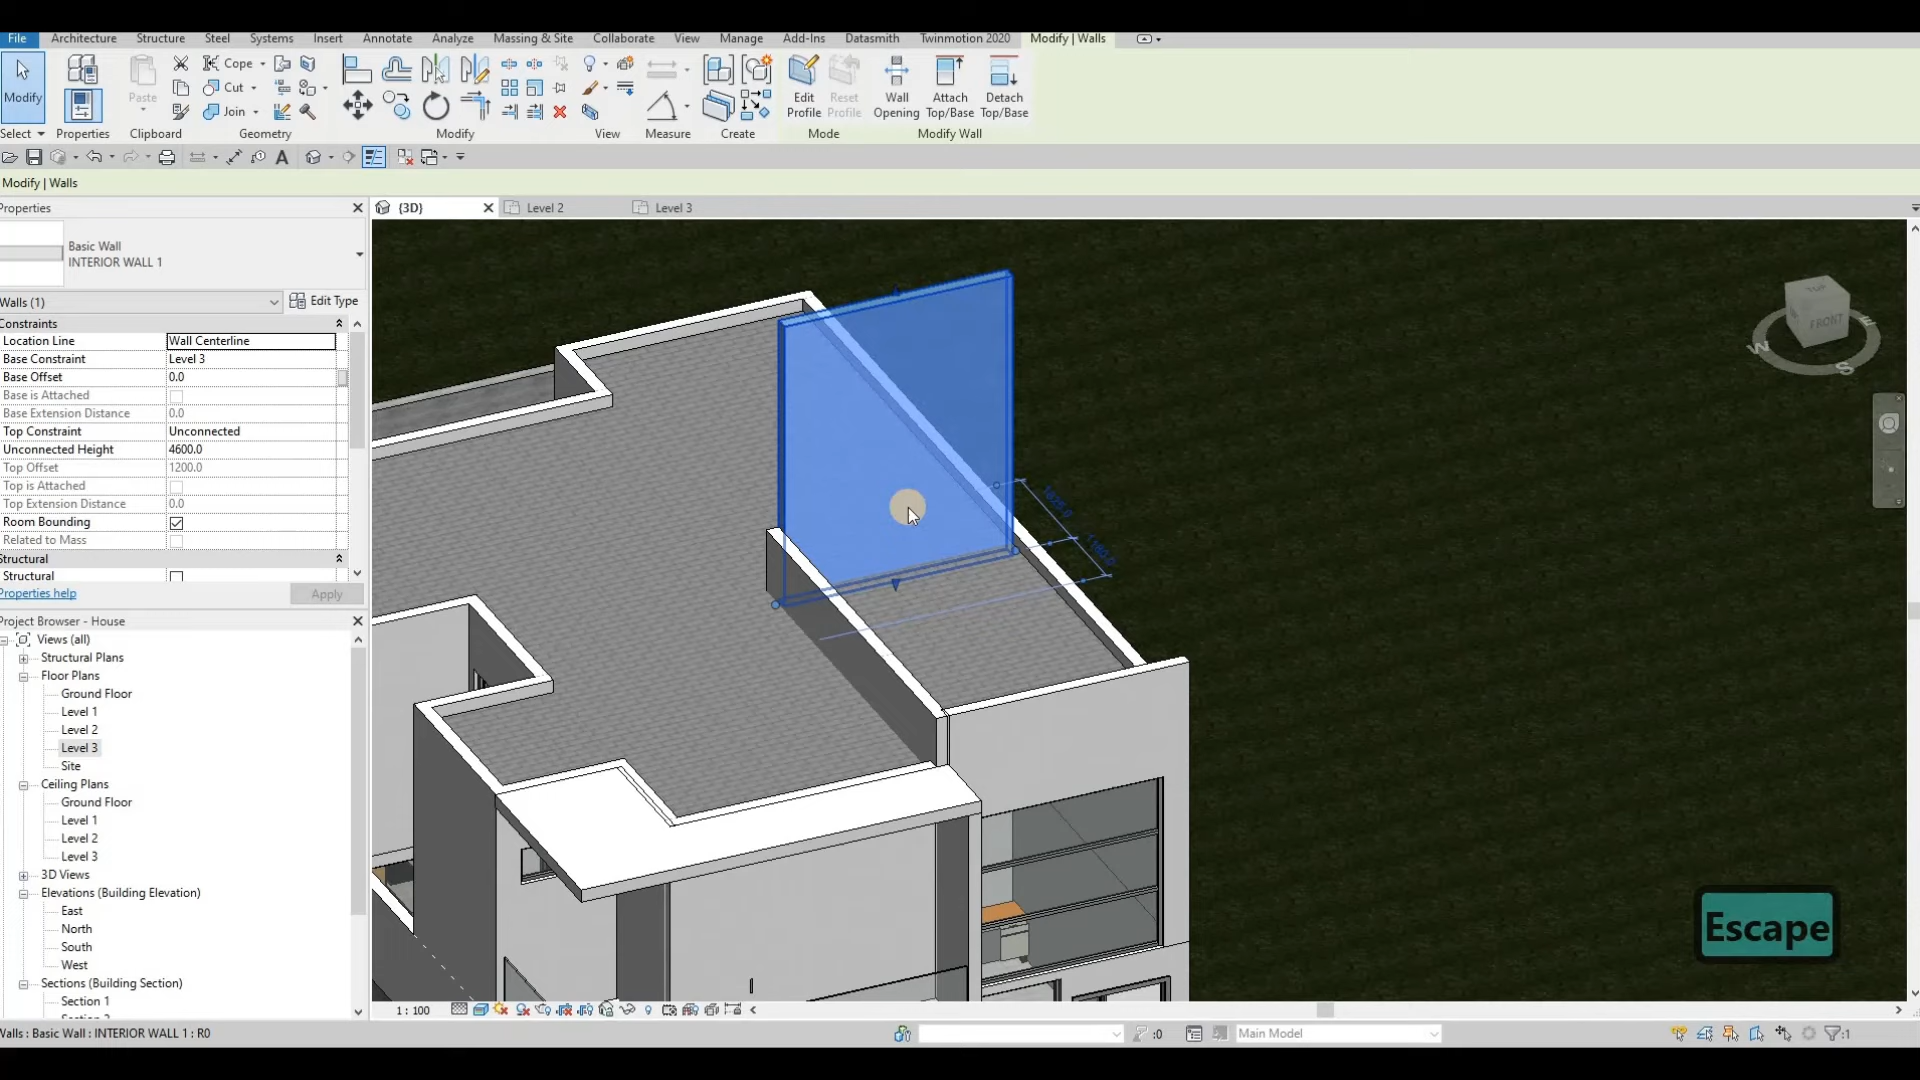 File Architecture Structure Steel Systems Insert Annotate Analyze Massing & Site Collaborate View Manage Add-Ins Datasmith Twinmotion 2020 Modify | Walls
Modify Paste Cope Cut Join Edit Profile Reset Profile Wall Opening Attach Top/Base Detach Top/Base
Select Properties Clipboard Geometry Modify View Measure Create Mode Modify Wall
Modify | Walls
Properties
{3D} Level 2 Level 3
Basic Wall
INTERIOR WALL 1
Walls (1) Edit Type
Constraints
Location Line Wall Centerline
Base Constraint Level 3
Base Offset 0.0
Base is Attached
Base Extension Distance 0.0
Top Constraint Unconnected
Unconnected Height 4600.0
Top Offset 1200.0
Top is Attached
Top Extension Distance 0.0
Room Bounding
Related to Mass
Structural
Structural
Properties help Apply
Project Browser - House
Views (all)
Structural Plans
Floor Plans
Ground Floor
Level 1
Level 2
Level 3
Site
Ceiling Plans
Ground Floor
Level 1
Level 2
Level 3
3D Views
Elevations (Building Elevation)
East
North
South
West
Sections (Building Section)
Section 1
TOP
FRONT
W
S
E
Escape
1 : 100
Walls : Basic Wall : INTERIOR WALL 1 : R0
:0
Main Model
:1